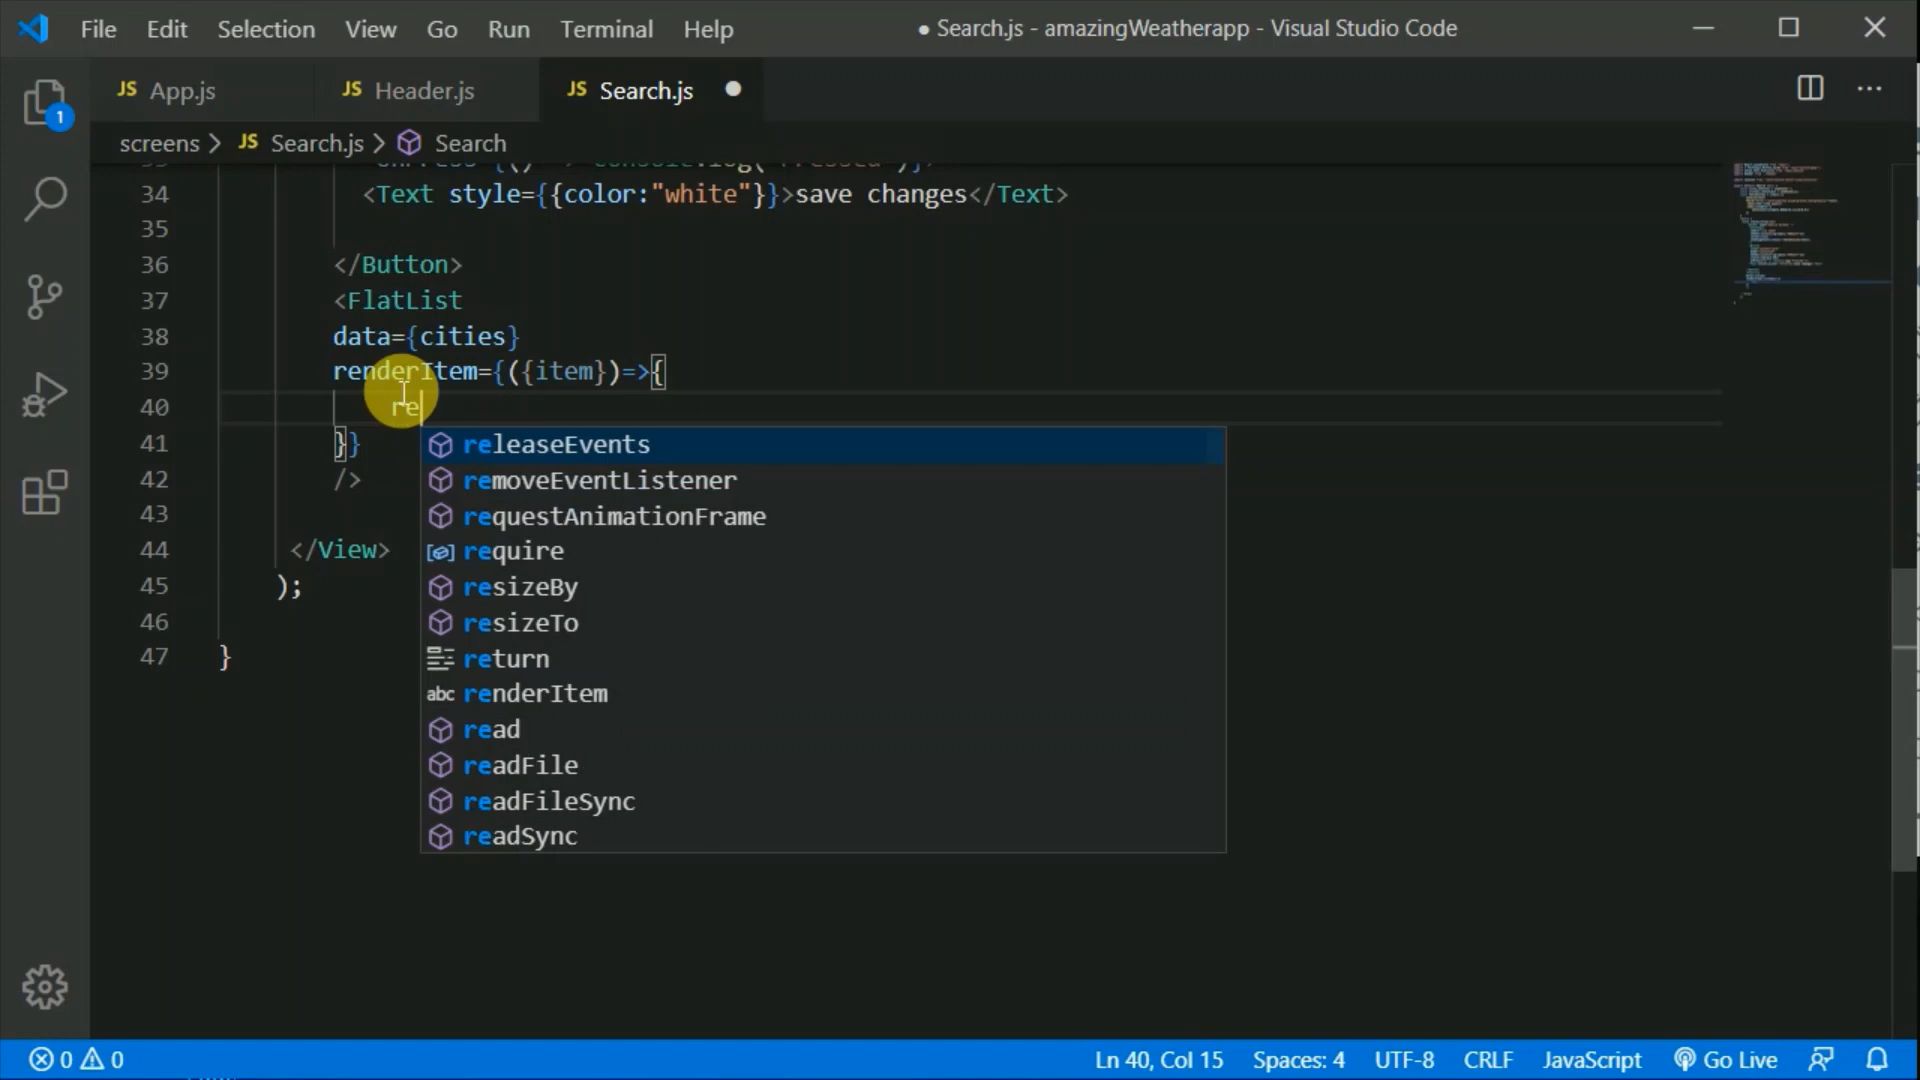 File Edit Selection View Go Run Terminal Help ● Search.js - amazingWeatherapp - Visual Studio Code
JS App.js JS Header.js JS Search.js
1
screens > JS Search.js > Search
34 <Text style={{color:"white"}}>save changes</Text>
35
36 </Button>
37 <FlatList
38 data={cities}
39 renderItem={({item})=>{
40 re
41 }}
releaseEvents
42 />
removeEventListener
43
requestAnimationFrame
44 </View>
require
45 );
resizeBy
46
resizeTo
47 }
return
abc renderItem
read
readFile
readFileSync
readSync
0 0 Ln 40, Col 15 Spaces: 4 UTF-8 CRLF JavaScript Go Live